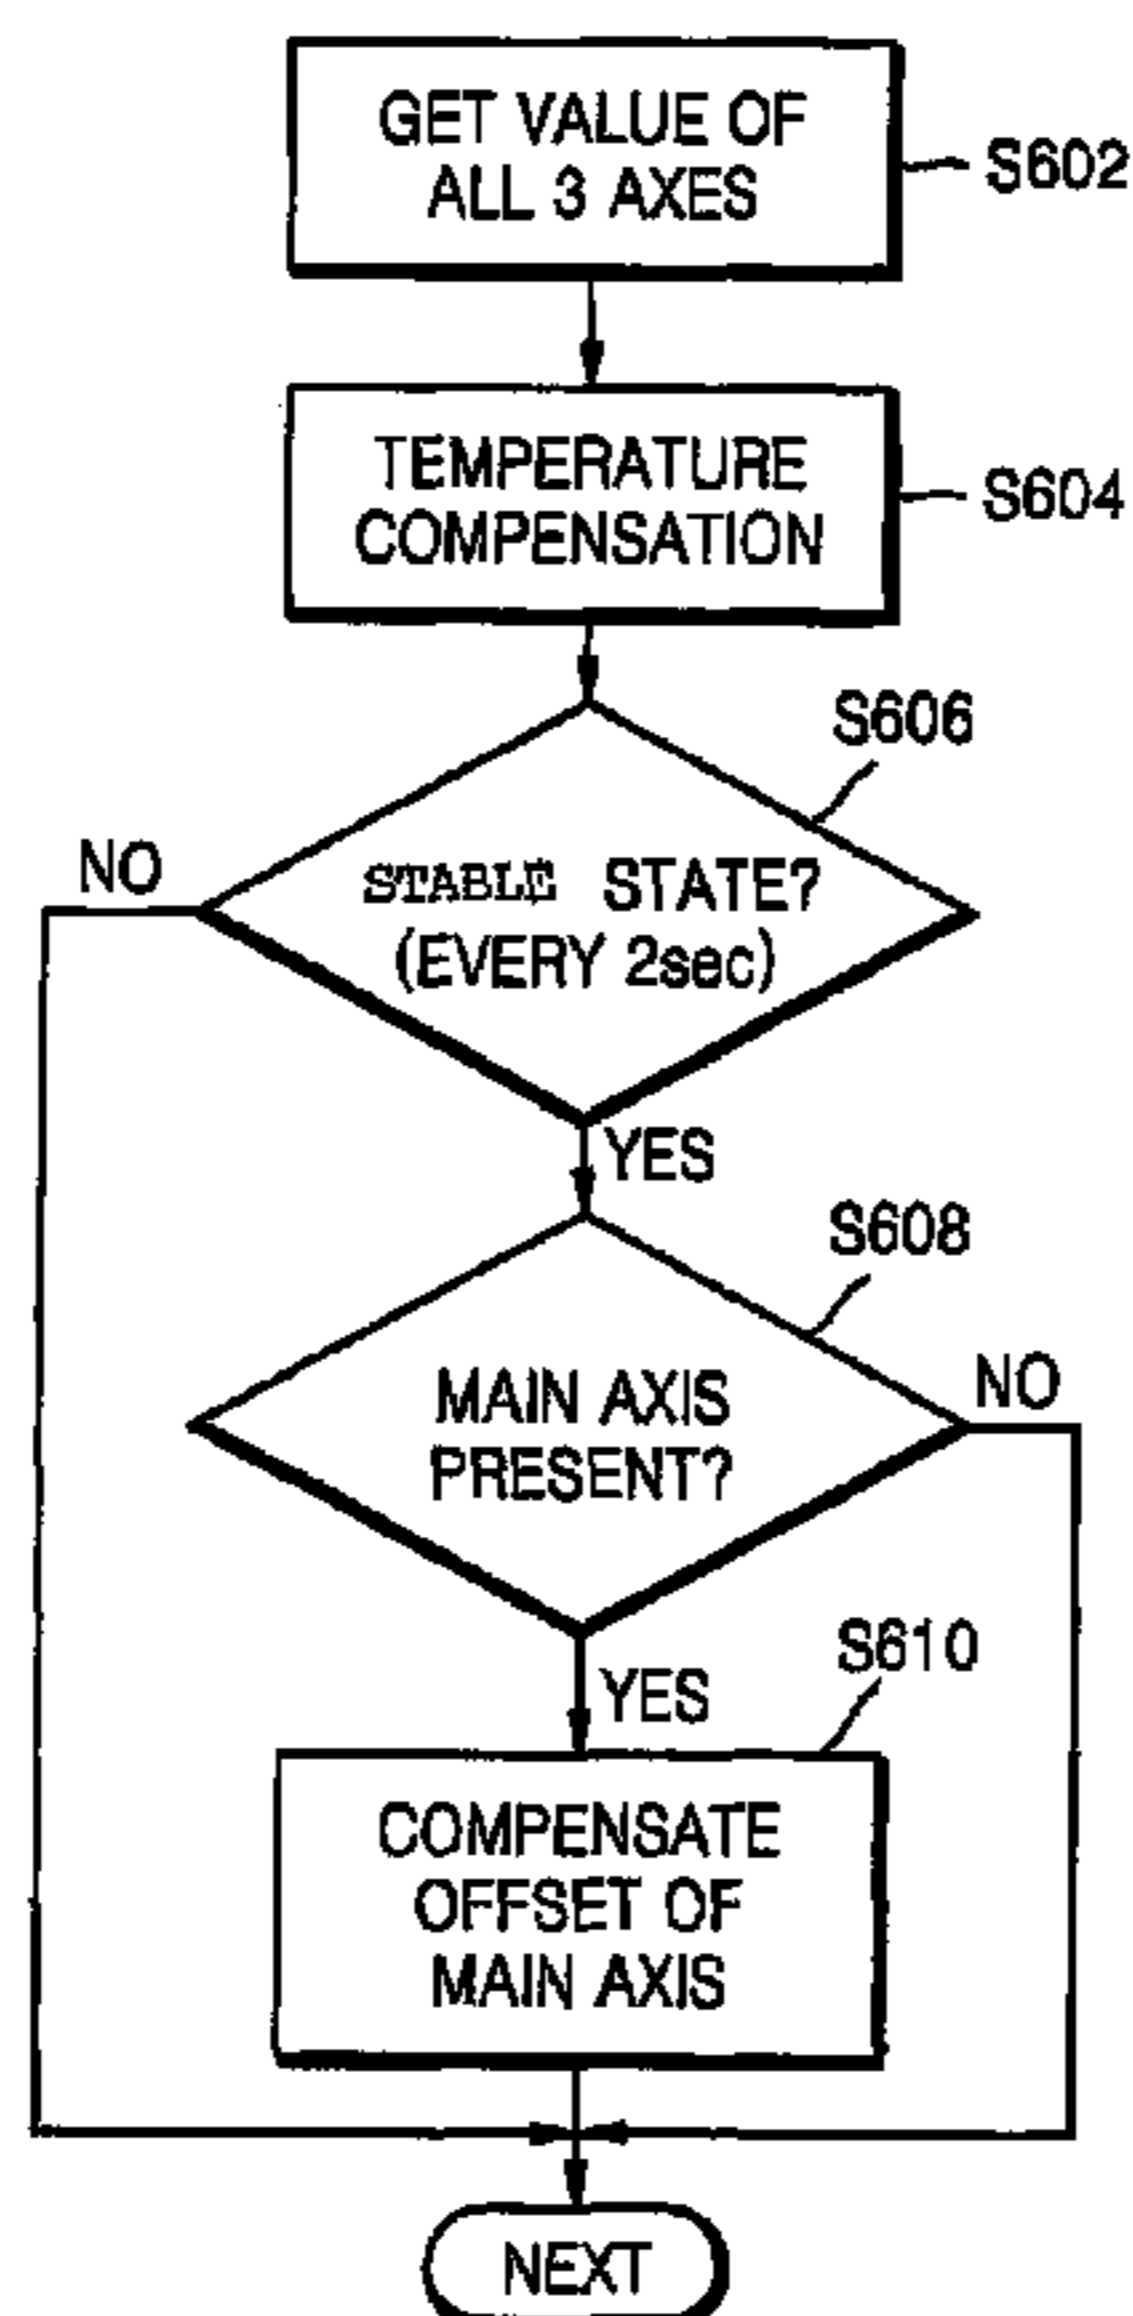 GET VALUE OF
ALL 3 AXES
S602
TEMPERATURE
COMPENSATION
S604
S606
NO
STABLE STATE?
(EVERY 2sec)
YES
S608
NO
MAIN AXIS
PRESENT?
S610
YES
COMPENSATE
OFFSET OF
MAIN AXIS
NEXT